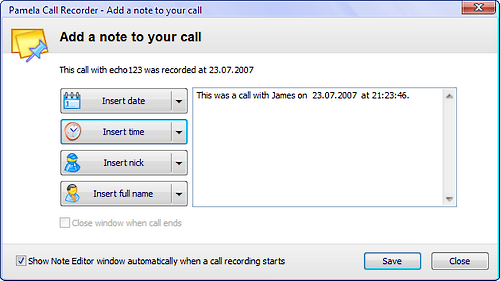 Pamela Call Recorder - Add a note to your call
Add a note to your call
This call with echo123 was recorded at 23.07.2007
Insert date
This was a call with James on 23.07.2007 at 21:23:46.
Insert time
Insert nick
Insert full name
Close window when call ends
Show Note Editor window automatically when a call recording starts
Save
Close